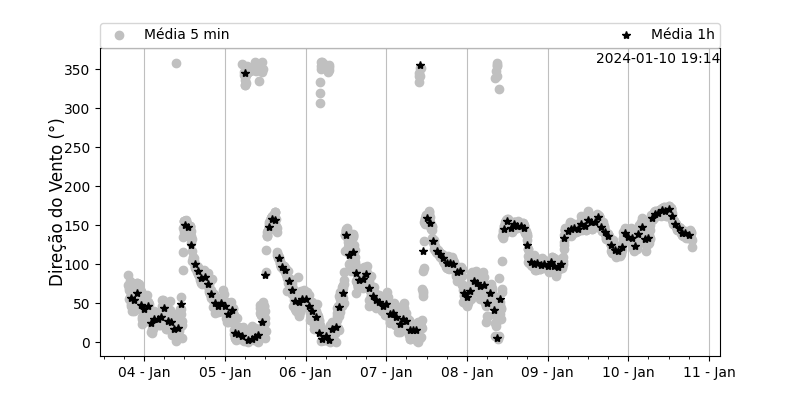 Média 5 min
Média 1h
2024-01-10 19:14
Direção do Vento (°)
350
300
250
200
150
100
50
0
04 - Jan
05 - Jan
06 - Jan
07 - Jan
08 - Jan
09 - Jan
10 - Jan
11 - Jan